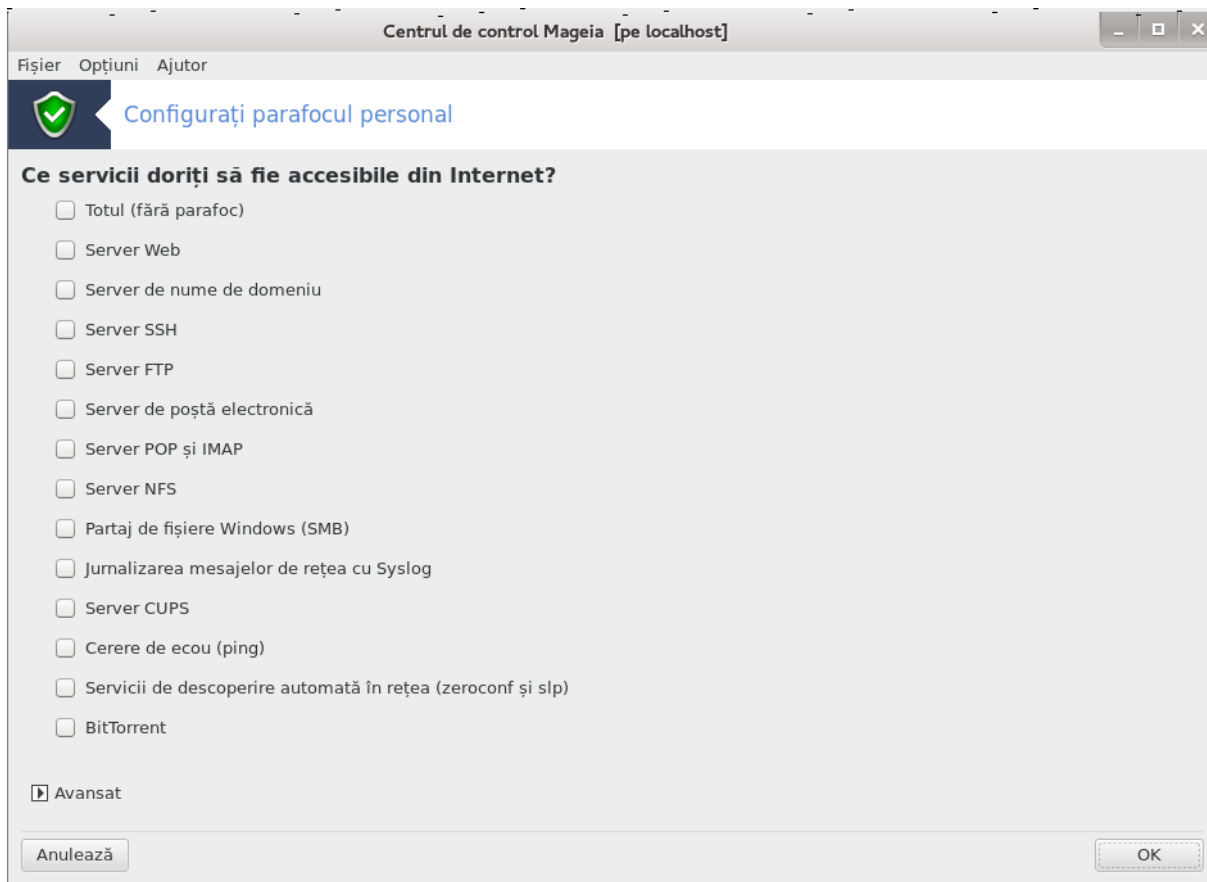 Centrul de control Mageia [pe localhost]
Fișier Opțiuni Ajutor
Configurați parafocul personal
Ce servicii doriți să fie accesibile din Internet?
Totul (fără parafoc)
Server Web
Server de nume de domeniu
Server SSH
Server FTP
Server de poștă electronică
Server POP și IMAP
Server NFS
Partaj de fișiere Windows (SMB)
Jurnalizarea mesajelor de rețea cu Syslog
Server CUPS
Cerere de ecou (ping)
Servicii de descoperire automată în rețea (zeroconf și slp)
BitTorrent
Avansat
Anulează OK